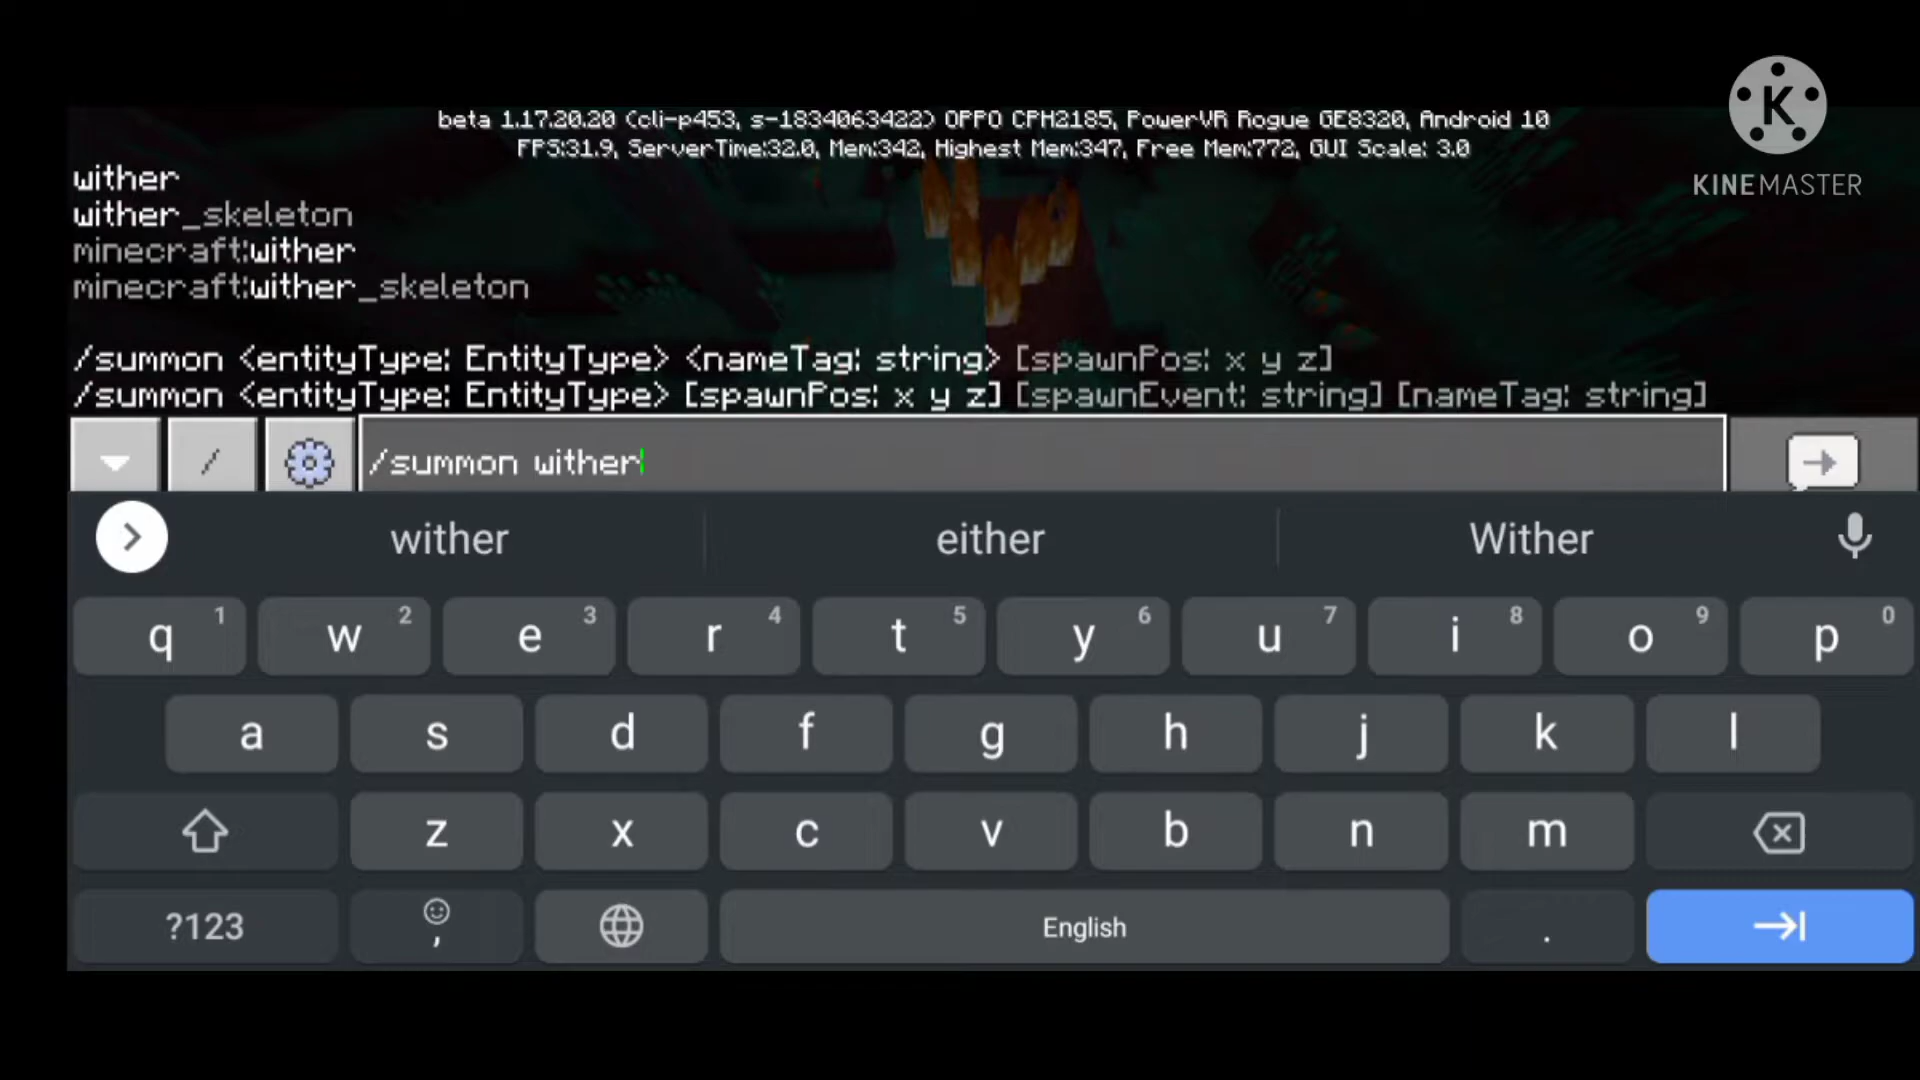 beta 1.17.20.20 (cli-p453, s-1834063422) OPPO CPH2185, PowerVR Rogue GE8320, Android 10
FPS:31.9, ServerTime:32.0, Mem:342, Highest Mem:347, Free Mem:772, GUI Scale: 3.0
K
KINEMASTER
wither
wither_skeleton
minecraft:wither
minecraft:wither_skeleton
/summon <entityType: EntityType> <nameTag: string> [spawnPos: x y z]
/summon <entityType: EntityType> [spawnPos: x y z] [spawnEvent: string] [nameTag: string]
/ /summon wither
wither either Wither
q 1 w 2 e 3 r 4 t 5 y 6 u 7 i 8 o 9 p 0
a s d f g h j k l
z x c v b n m
?123 , English .